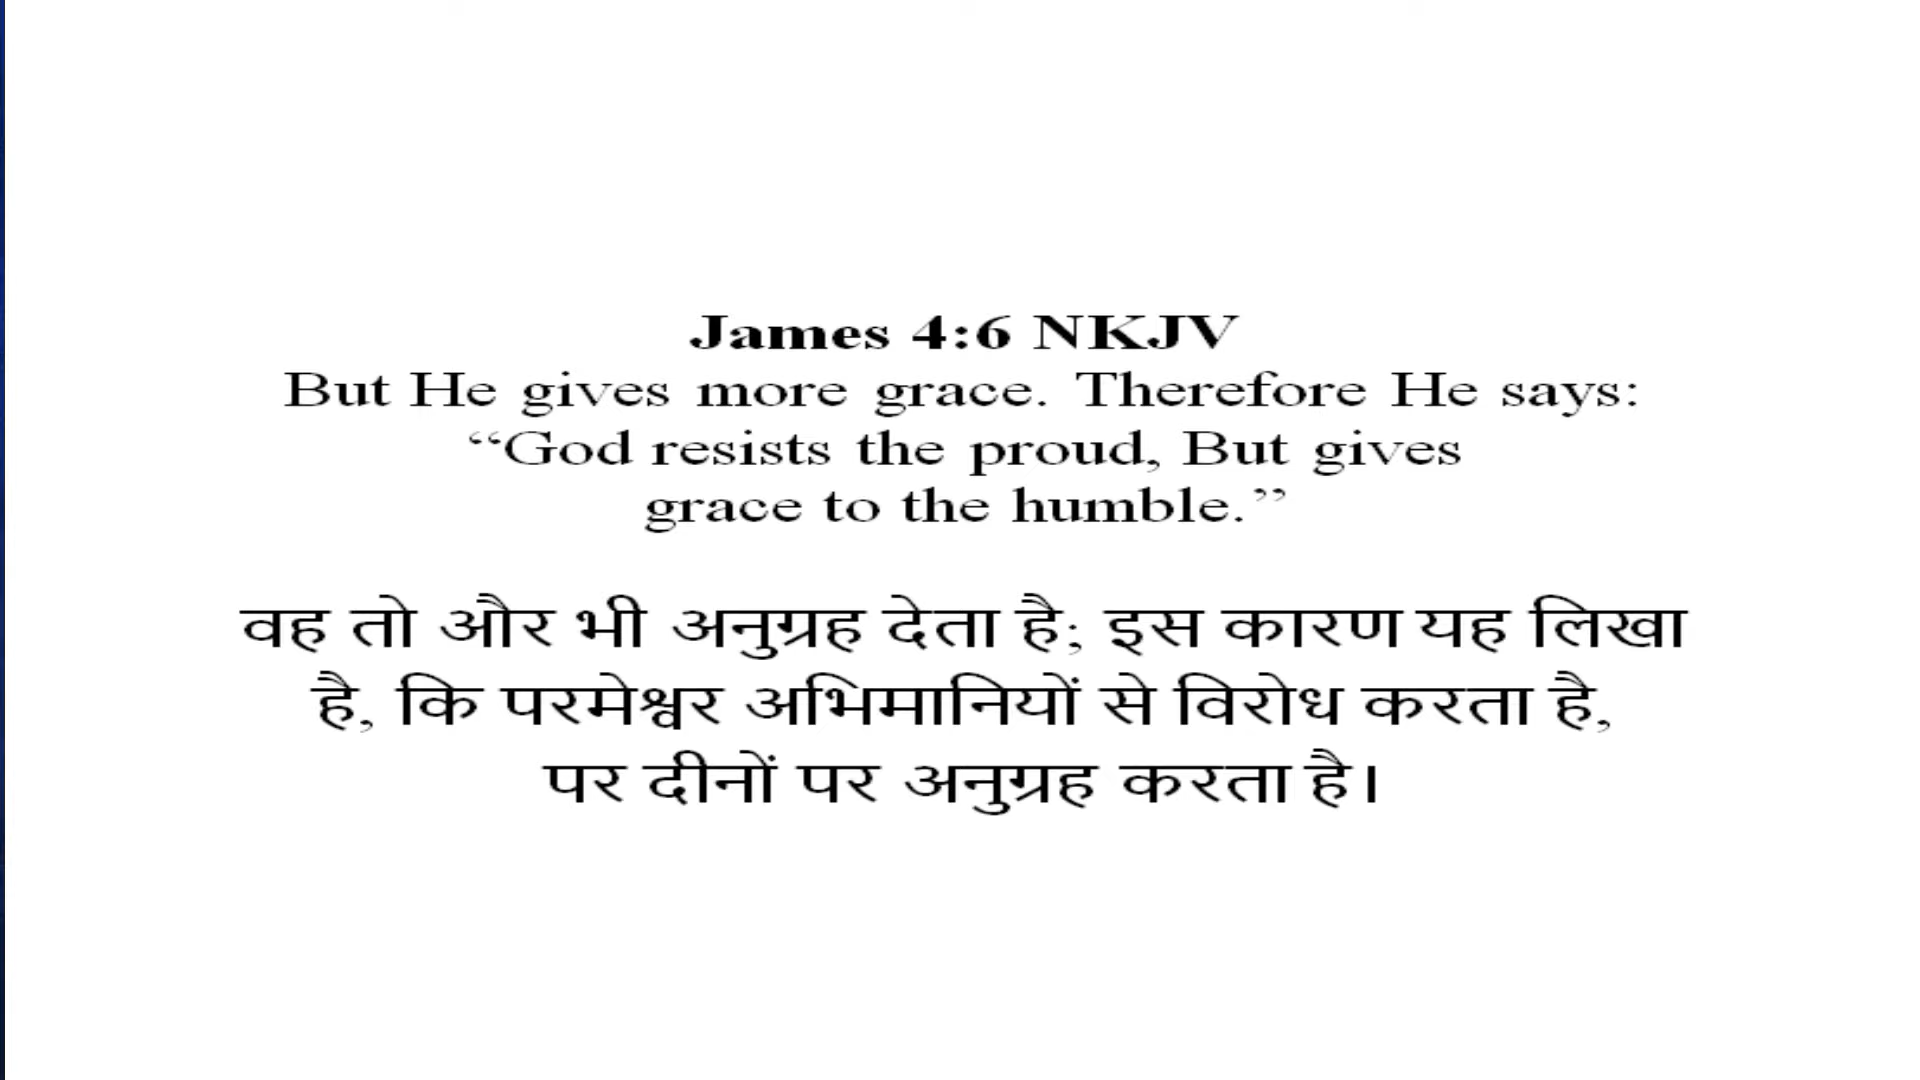 James 4:6 NKJV
But He gives more grace. Therefore He says:
“God resists the proud, But gives
grace to the humble.”
वह तो और भी अनुग्रह देता है; इस कारण यह लिखा
है, कि परमेश्वर अभिमानियों से विरोध करता है,
पर दीनों पर अनुग्रह करता है।